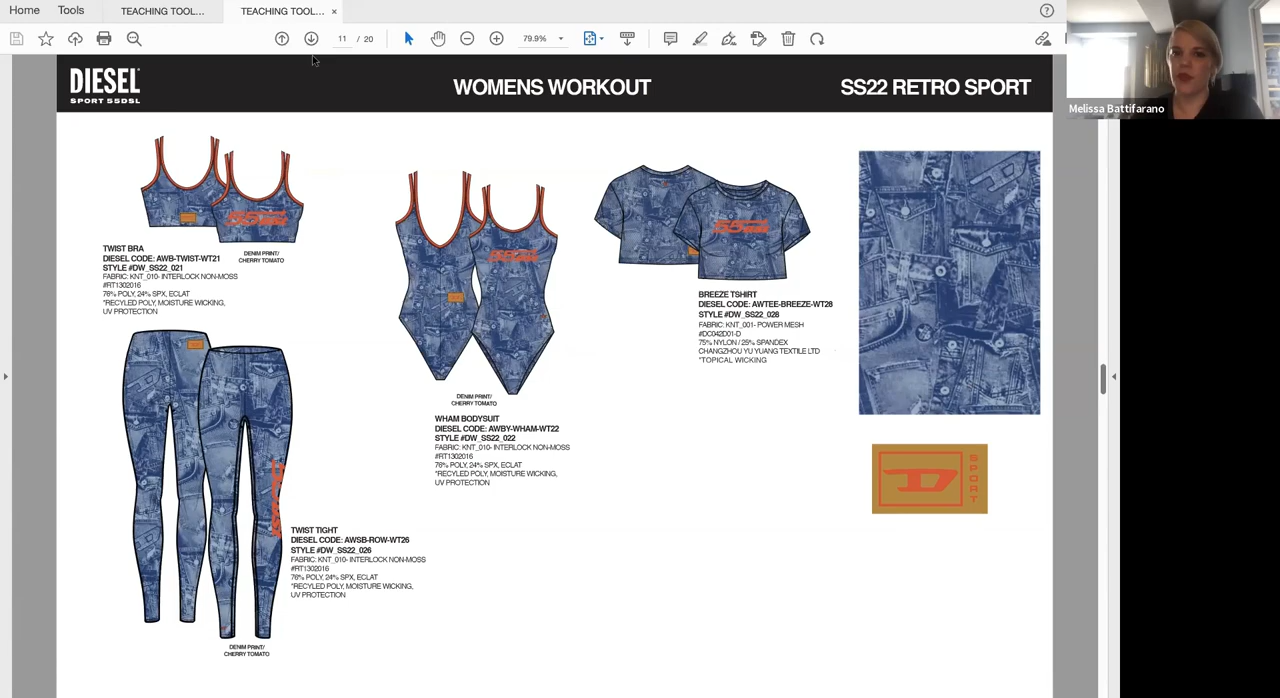 Home
Tools
TEACHING TOOL...
TEACHING TOOL... ×
11 / 20
79.9%
Melissa Battifarano
DIESEL
SPORT 55DSL
WOMENS WORKOUT
SS22 RETRO SPORT
TWIST BRA
DIESEL CODE: AWB-TWIST-WT21
STYLE #DW_SS22_021
FABRIC: KNT_010- INTERLOCK NON-MOSS
#RT1302016
76% POLY, 24% SPX, ECLAT
*RECYLED POLY, MOISTURE WICKING,
UV PROTECTION
DENIM PRINT/
CHERRY TOMATO
DENIM PRINT/
CHERRY TOMATO
WHAM BODYSUIT
DIESEL CODE: AWBY-WHAM-WT22
STYLE #DW_SS22_022
FABRIC: KNT_010- INTERLOCK NON-MOSS
#RT1302016
76% POLY, 24% SPX, ECLAT
*RECYLED POLY, MOISTURE WICKING,
UV PROTECTION
BREEZE TSHIRT
DIESEL CODE: AWTEE-BREEZE-WT28
STYLE #DW_SS22_028
FABRIC: KNT_001- POWER MESH
#DC042D01-D
75% NYLON / 25% SPANDEX
CHANGZHOU YU YUANG TEXTILE LTD
*TOPICAL WICKING
TWIST TIGHT
DIESEL CODE: AWSB-ROW-WT26
STYLE #DW_SS22_026
FABRIC: KNT_010- INTERLOCK NON-MOSS
#RT1302016
76% POLY, 24% SPX, ECLAT
*RECYLED POLY, MOISTURE WICKING,
UV PROTECTION
DENIM PRINT/
CHERRY TOMATO
D
SPORT